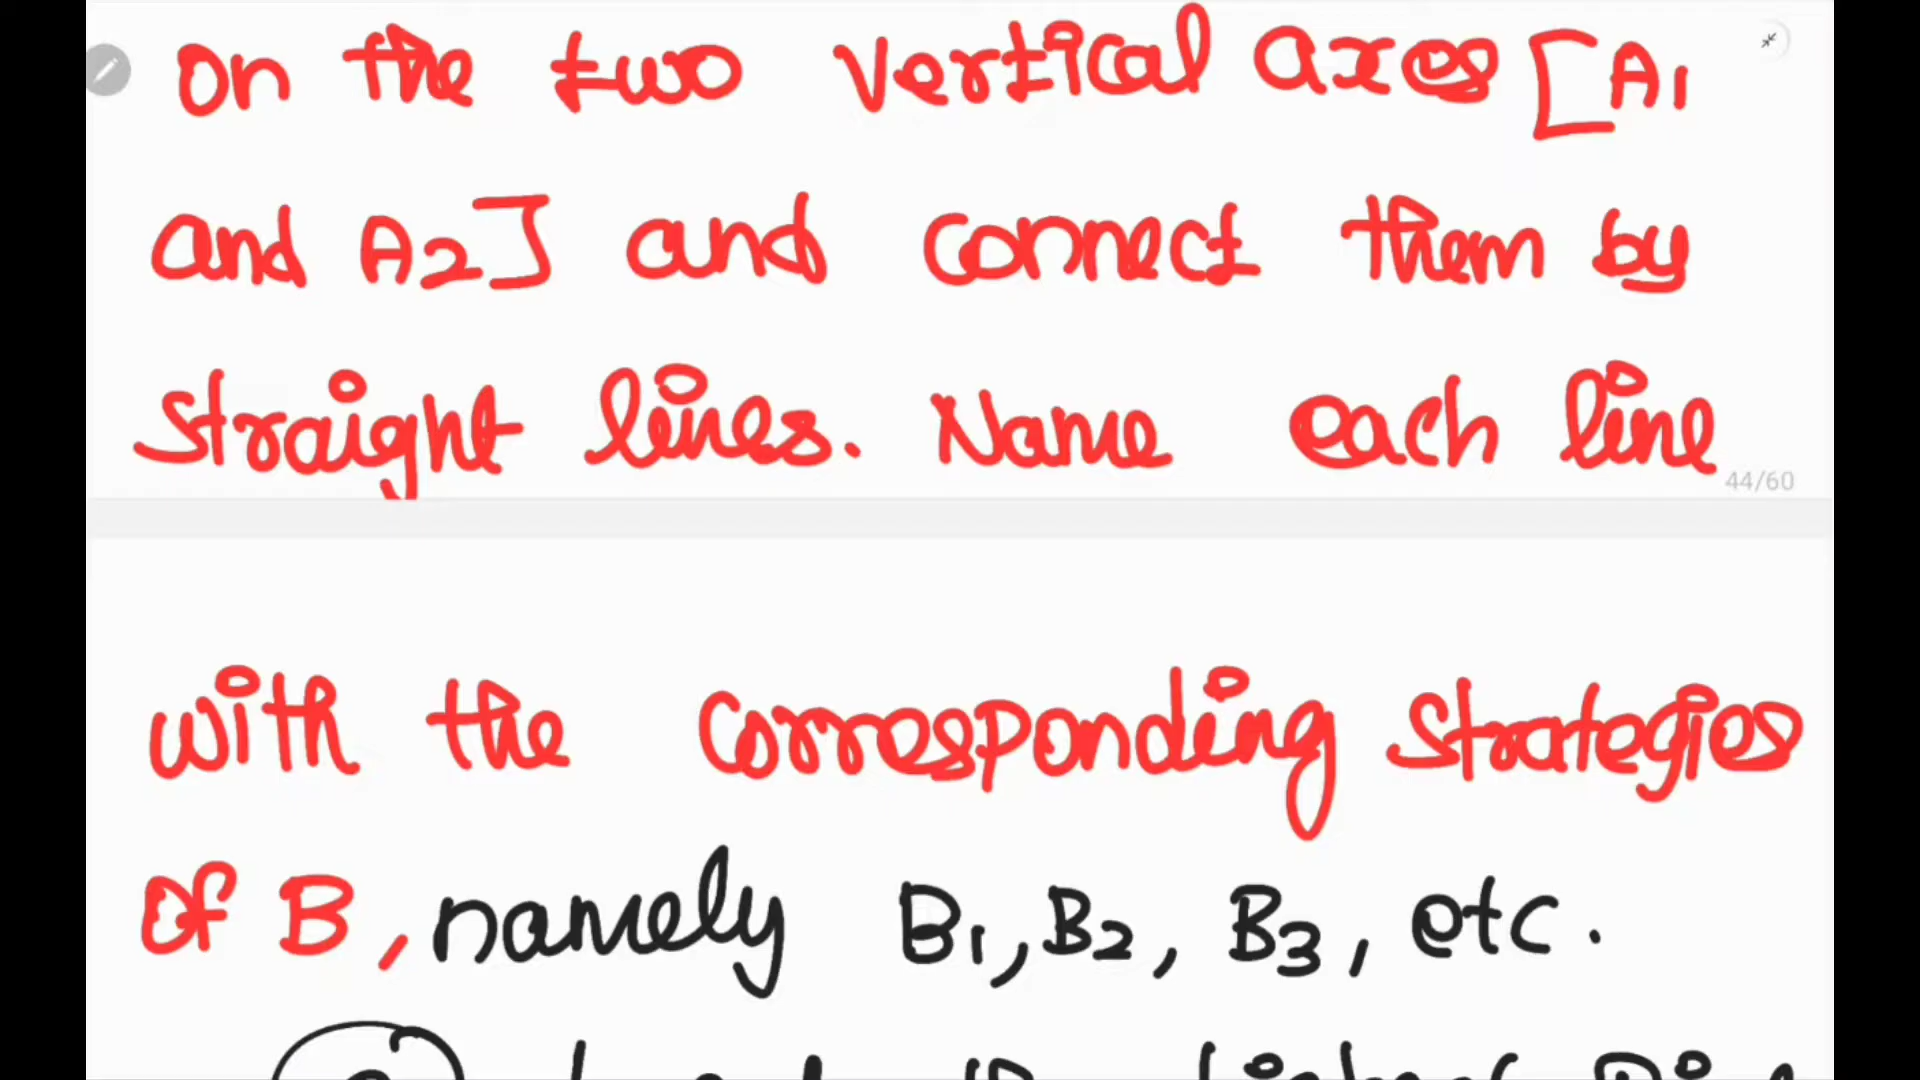 on the two vertical axes [A1
and A2] and connect them by
straight lines. Name each line
44/60
with the corresponding strategies
of B, namely B1, B2, B3, etc.